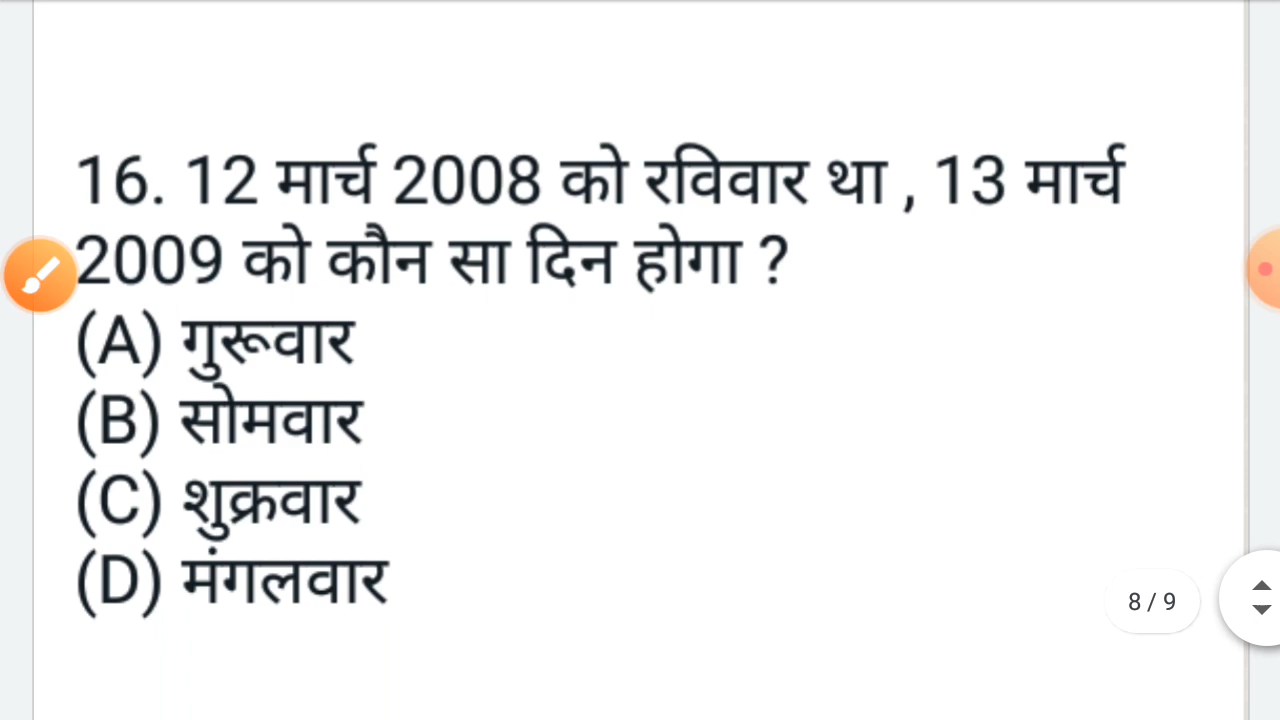 16. 12 मार्च 2008 को रविवार था , 13 मार्च
2009 को कौन सा दिन होगा ?
(A) गुरूवार
(B) सोमवार
(C) शुक्रवार
(D) मंगलवार
8 / 9